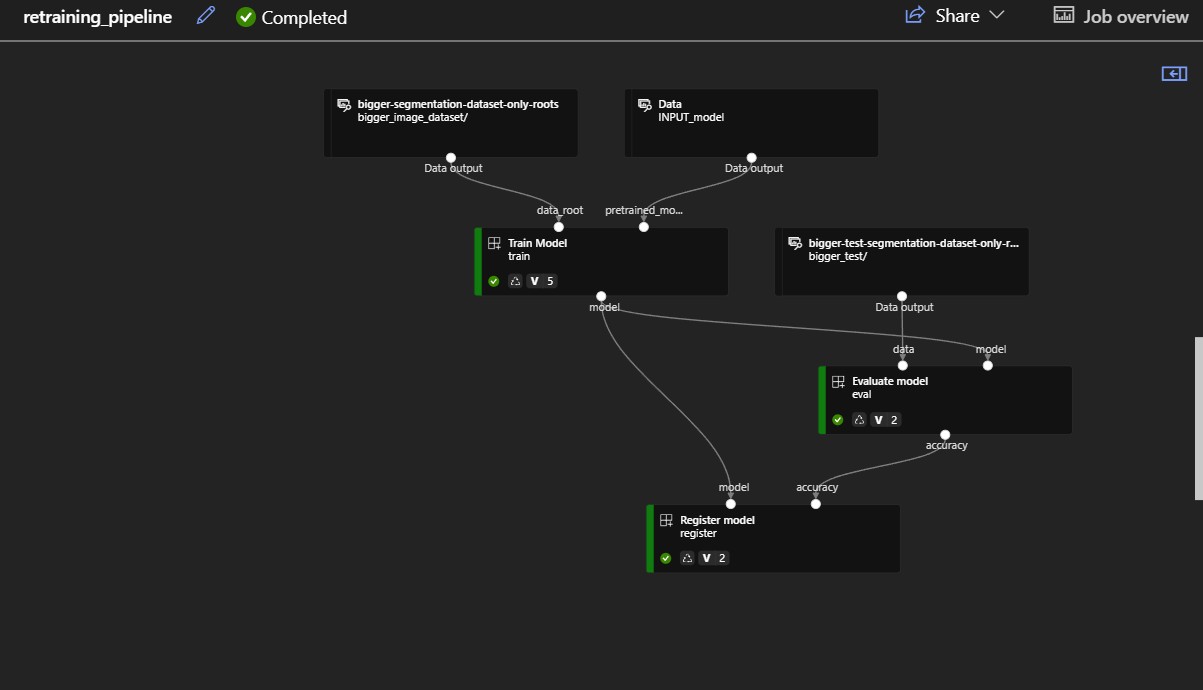 retraining_pipeline
Completed
Share
Job overview
bigger-segmentation-dataset-only-roots
bigger_image_dataset/
Data output
Data
INPUT_model
Data output
data_root
pretrained_mo...
Train Model
train
V 5
model
bigger-test-segmentation-dataset-only-r...
bigger_test/
Data output
data
model
Evaluate model
eval
V 2
accuracy
model
accuracy
Register model
register
V 2